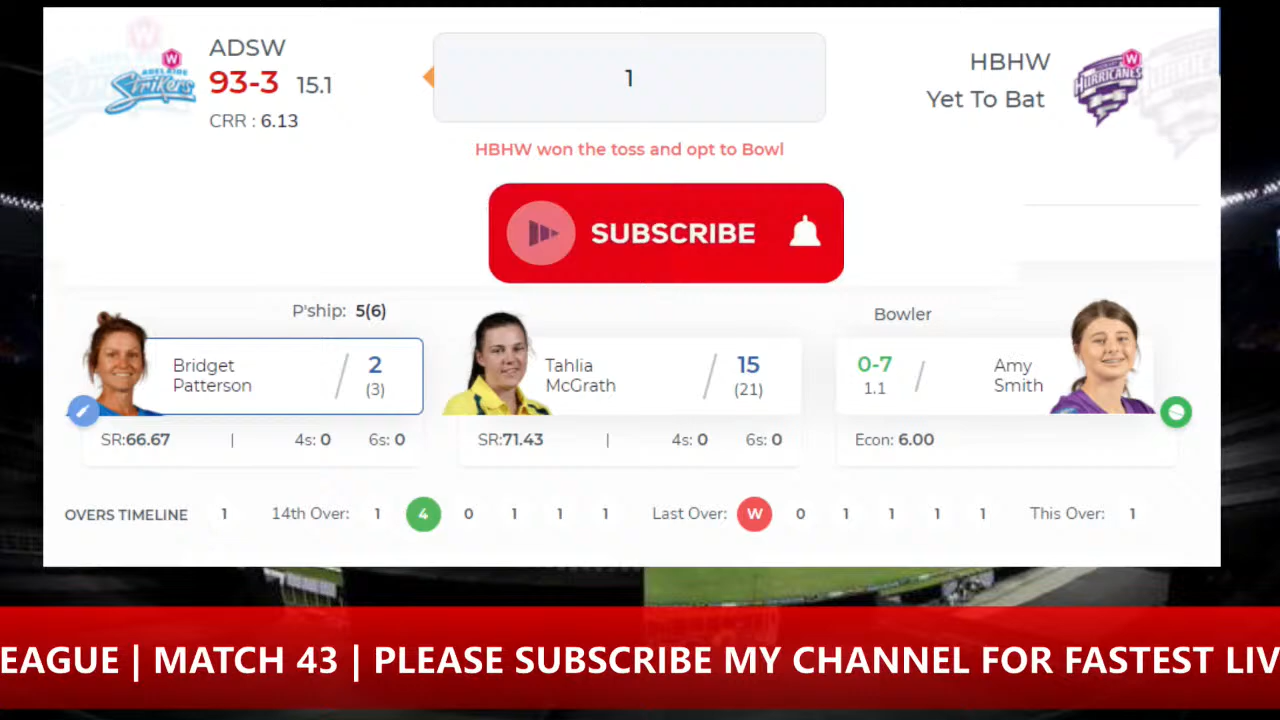 ADSW
93-3 15.1
CRR : 6.13
ADELAIDE
STRIKERS
W
1
HBHW
Yet To Bat
HURRICANES
W
HBHW won the toss and opt to Bowl
SUBSCRIBE
P'ship: 5(6)
Bowler
Bridget
Patterson
2
(3)
Tahlia
McGrath
15
(21)
0-7
1.1
Amy
Smith
SR:66.67 | 4s: 0 6s: 0
SR:71.43 | 4s: 0 6s: 0
Econ: 6.00
OVERS TIMELINE 1 14th Over: 1 4 0 1 1 1 Last Over: W 0 1 1 1 1 This Over: 1
EAGUE | MATCH 43 | PLEASE SUBSCRIBE MY CHANNEL FOR FASTEST LIV